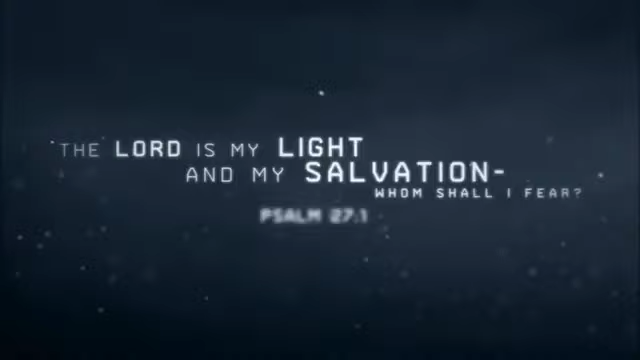 THE LORD IS MY LIGHT
AND MY SALVATION-
WHOM SHALL I FEAR?
PSALM 27:1